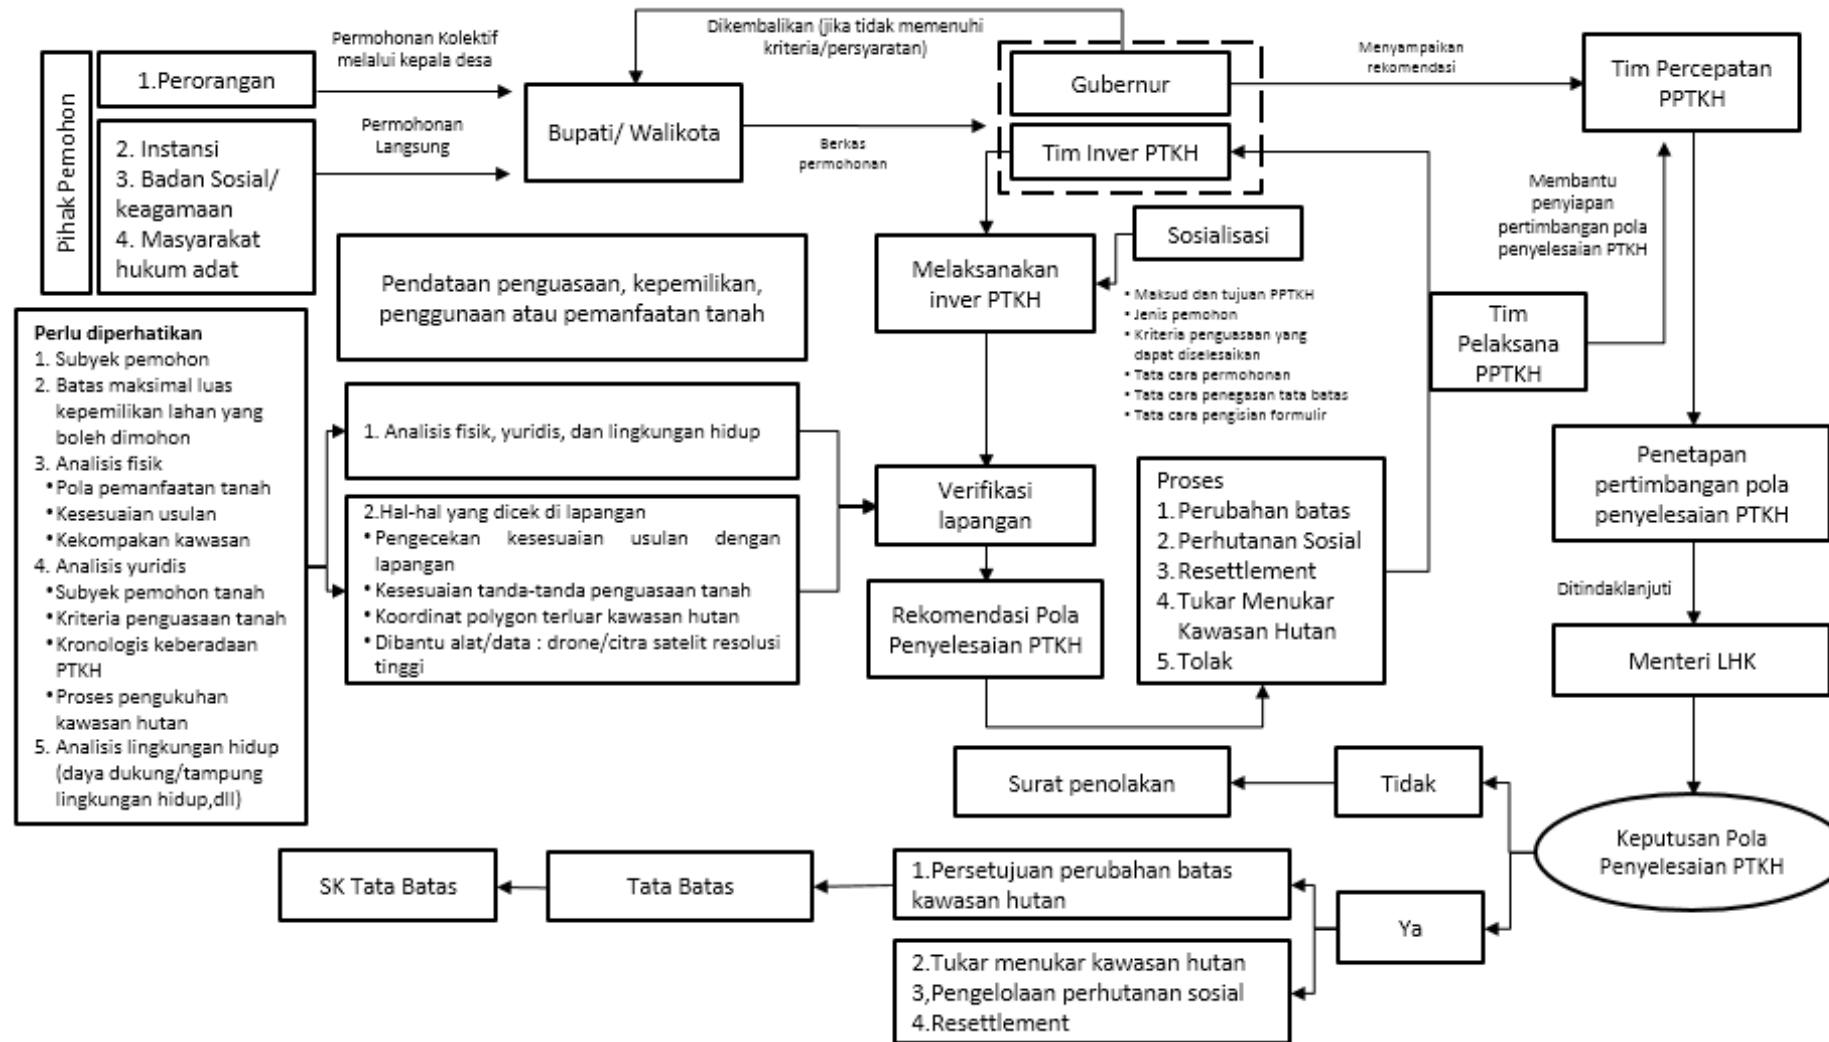 Pihak Pemohon
1.Perorangan
2. Instansi
3. Badan Sosial/
keagamaan
4. Masyarakat
hukum adat
Permohonan Kolektif
melalui kepala desa
Permohonan
Langsung
Bupati/ Walikota
Dikembalikan (jika tidak memenuhi
kriteria/persyaratan)
Berkas
permohonan
Gubernur
Tim Inver PTKH
Menyampaikan
rekomendasi
Tim Percepatan
PPTKH
Membantu
penyiapan
pertimbangan pola
penyelesaian PTKH
Sosialisasi
Melaksanakan
inver PTKH
• Maksud dan tujuan PPTKH
• Jenis pemohon
• Kriteria penguasaan yang
dapat diselesaikan
• Tata cara permohonan
• Tata cara penegasan tata batas
• Tata cara pengisian formulir
Tim
Pelaksana
PPTKH
Pendataan penguasaan, kepemilikan,
penggunaan atau pemanfaatan tanah
Perlu diperhatikan
1. Subyek pemohon
2. Batas maksimal luas
kepemilikan lahan yang
boleh dimohon
3. Analisis fisik
• Pola pemanfaatan tanah
• Kesesuaian usulan
• Kekompakan kawasan
4. Analisis yuridis
• Subyek pemohon tanah
• Kriteria penguasaan tanah
• Kronologis keberadaan
PTKH
• Proses pengukuhan
kawasan hutan
5. Analisis lingkungan hidup
(daya dukung/tampung
lingkungan hidup,dll)
1. Analisis fisik, yuridis, dan lingkungan hidup
2.Hal-hal yang dicek di lapangan
• Pengecekan kesesuaian usulan dengan
lapangan
• Kesesuaian tanda-tanda penguasaan tanah
• Koordinat polygon terluar kawasan hutan
• Dibantu alat/data : drone/citra satelit resolusi
tinggi
Verifikasi
lapangan
Rekomendasi Pola
Penyelesaian PTKH
Proses
1. Perubahan batas
2. Perhutanan Sosial
3. Resettlement
4. Tukar Menukar
Kawasan Hutan
5. Tolak
Penetapan
pertimbangan pola
penyelesaian PTKH
Ditindaklanjuti
Menteri LHK
Keputusan Pola
Penyelesaian PTKH
Tidak
Surat penolakan
Ya
1.Persetujuan perubahan batas
kawasan hutan
2.Tukar menukar kawasan hutan
3,Pengelolaan perhutanan sosial
4.Resettlement
Tata Batas
SK Tata Batas